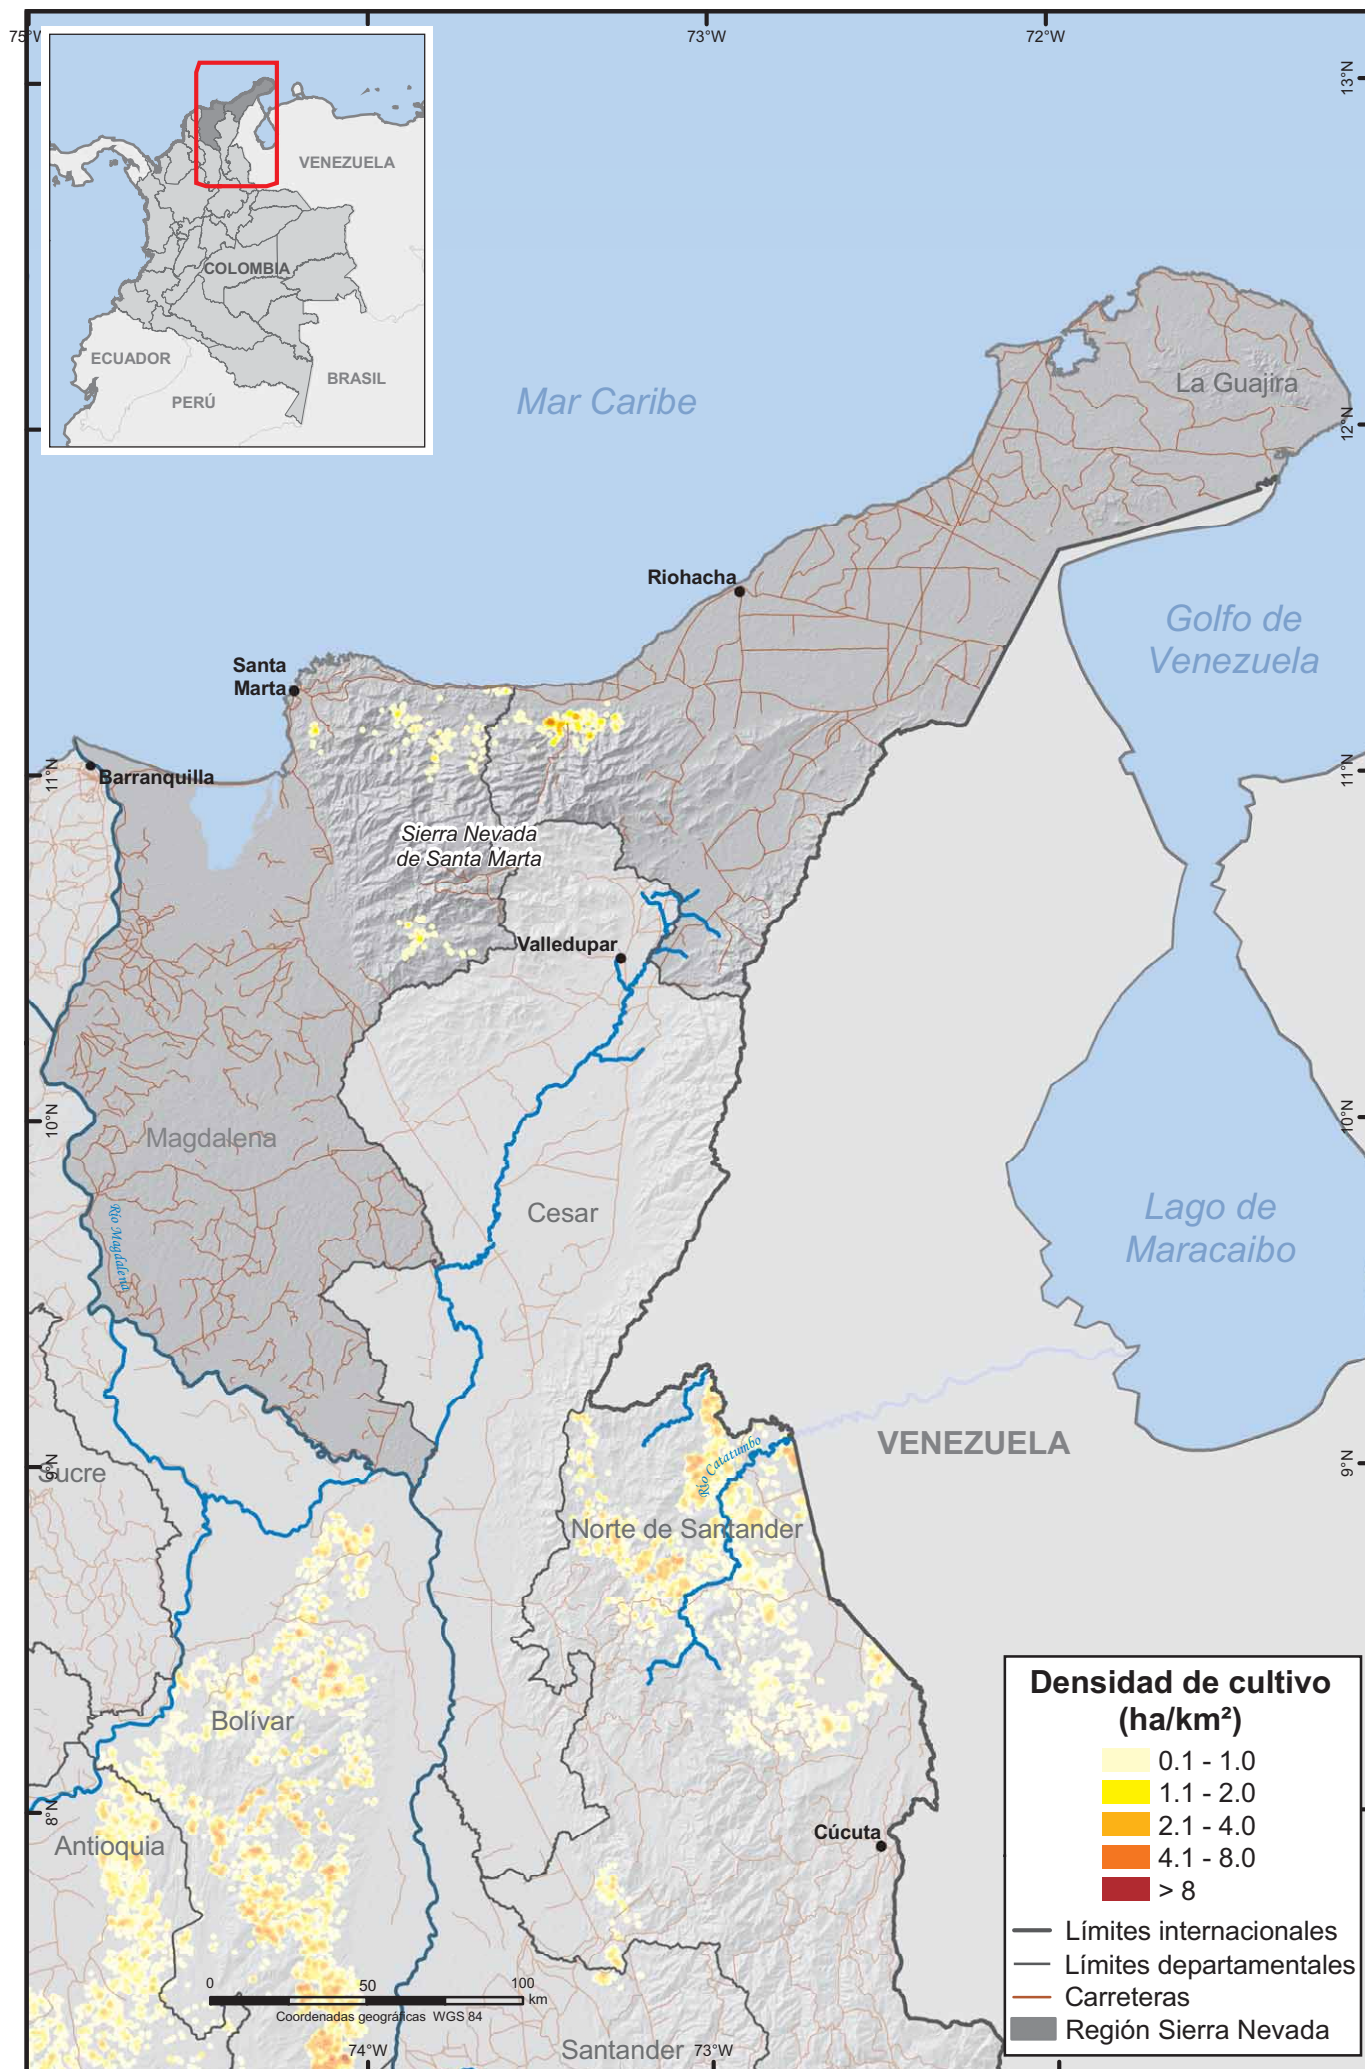 75°W
73°W
72°W
13°N
VENEZUELA
COLOMBIA
ECUADOR
PERÚ
BRASIL
Mar Caribe
La Guajira
12°N
Riohacha
Golfo de
Venezuela
Santa
Marta
11°N
Barranquilla
11°N
Sierra Nevada
de Santa Marta
Valledupar
10°N
Magdalena
10°N
Río Magdalena
Cesar
Lago de
Maracaibo
VENEZUELA
Río Catatumbo
9°N
Sucre
9°N
Norte de Santander
Bolívar
8°N
Antioquia
Cúcuta
Densidad de cultivo
(ha/km²)
0.1 - 1.0
1.1 - 2.0
2.1 - 4.0
4.1 - 8.0
> 8
Límites internacionales
Límites departamentales
Carreteras
Región Sierra Nevada
0 50 100
km
Coordenadas geográficas WGS 84
74°W
Santander
73°W